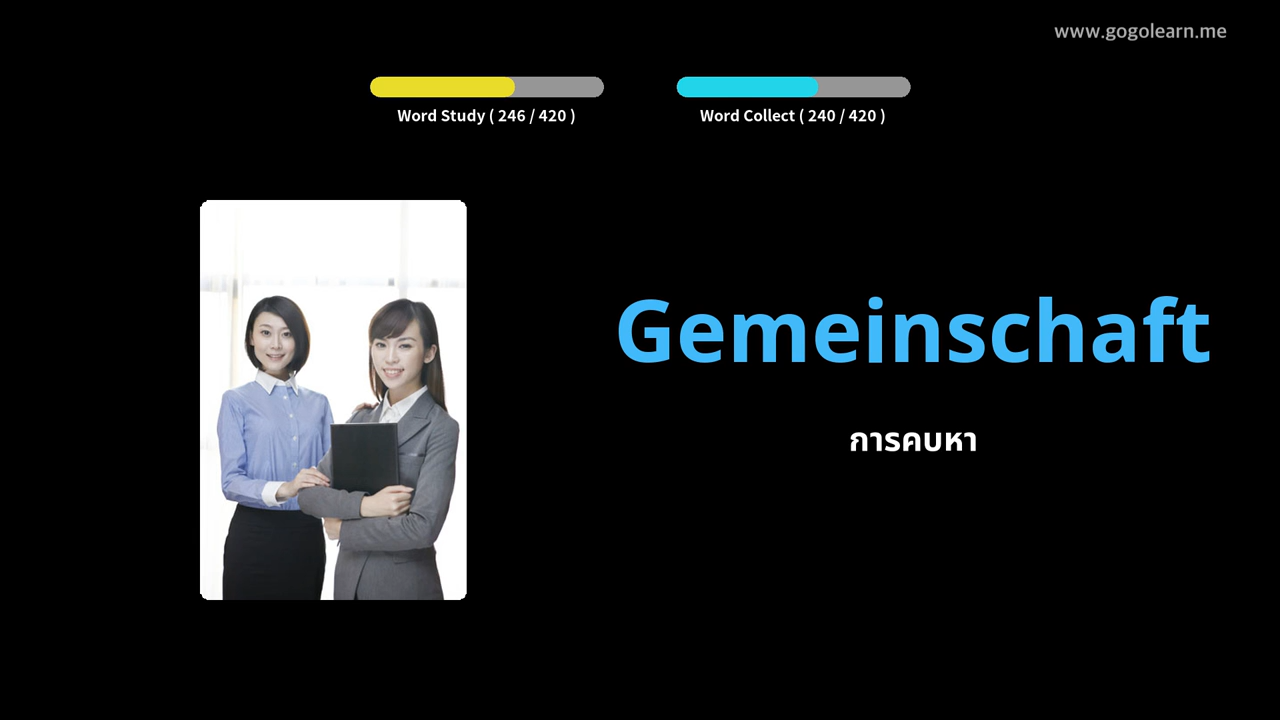 www.gogolearn.me
Word Study ( 246 / 420 )
Word Collect ( 240 / 420 )
Gemeinschaft
การคบหา